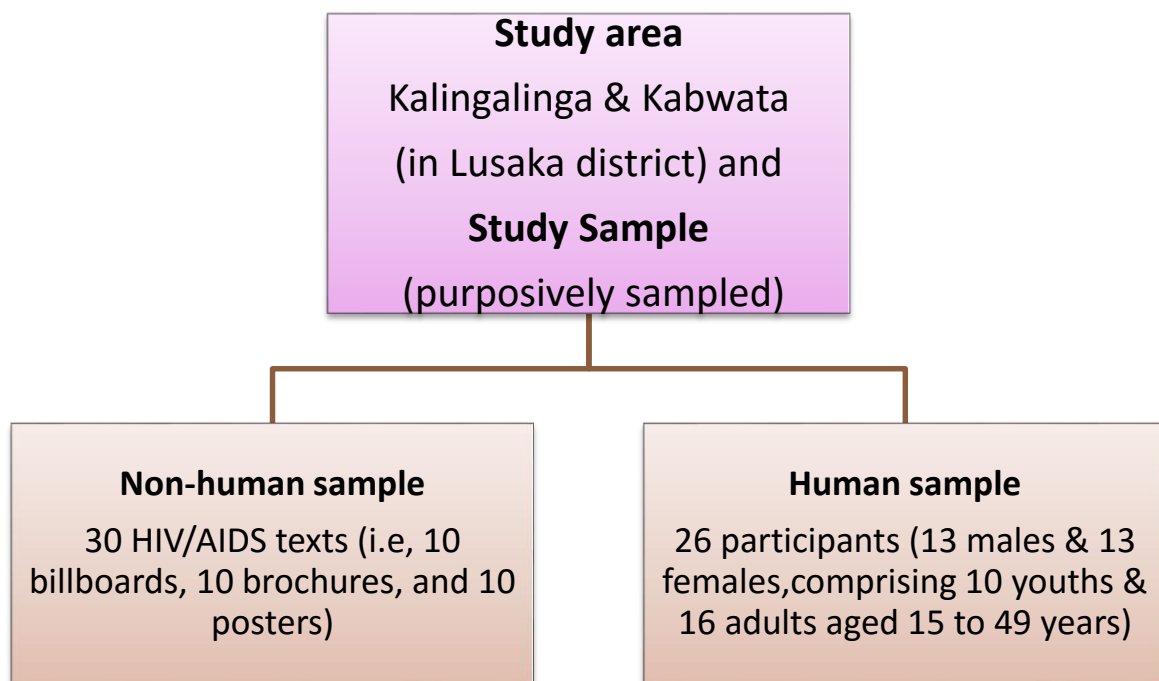 Study area
Kalingalinga & Kabwata
(in Lusaka district) and
Study Sample
(purposively sampled)
Non-human sample
30 HIV/AIDS texts (i.e, 10
billboards, 10 brochures, and 10
posters)
Human sample
26 participants (13 males & 13
females,comprising 10 youths &
16 adults aged 15 to 49 years)